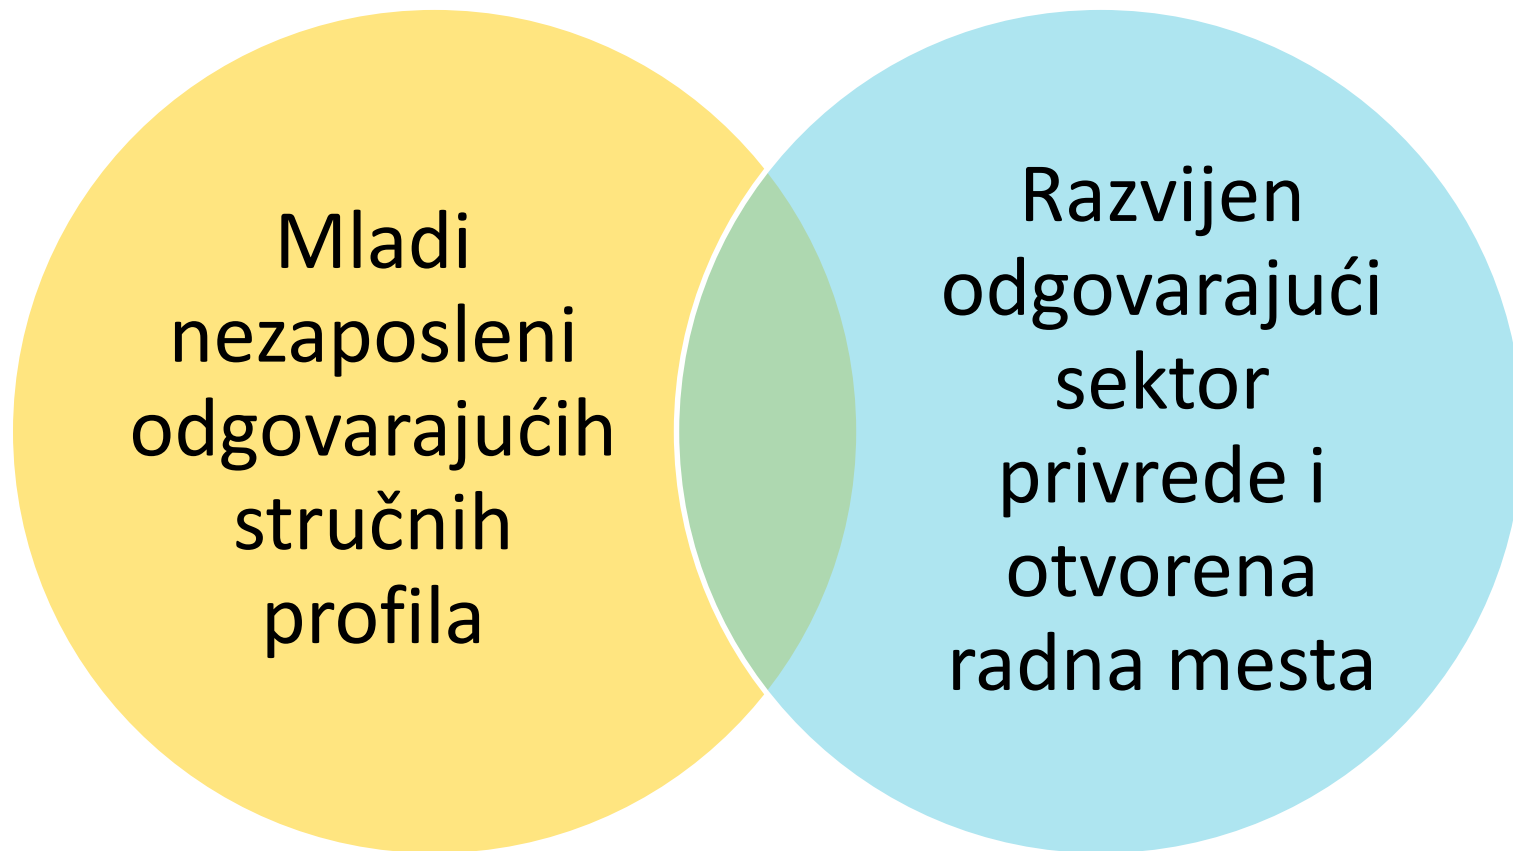 Mladi
nezaposleni
odgovarajućih
stručnih
profila
Razvijen
odgovarajući
sektor
privrede i
otvorena
radna mesta